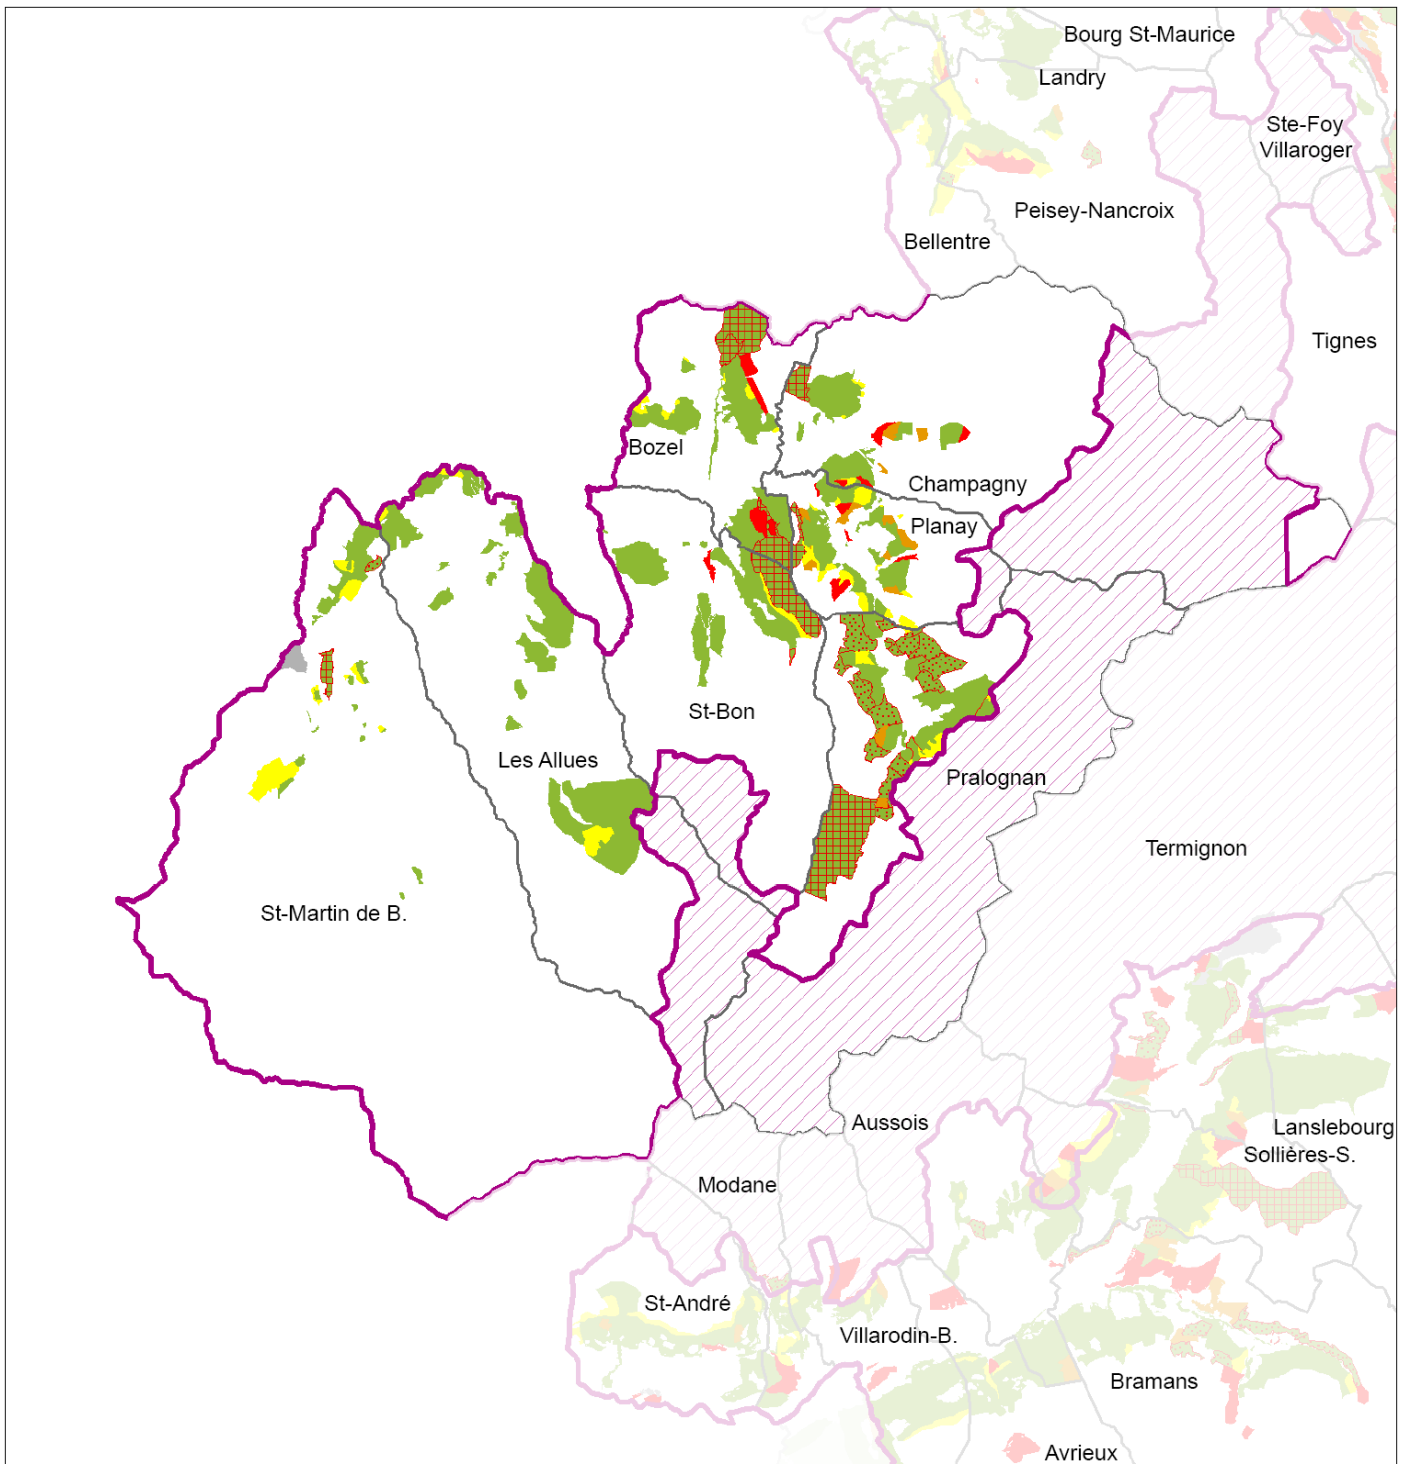 Bourg St-Maurice
Landry
Ste-Foy
Villaroger
Peisey-Nancroix
Bellentre
Tignes
Bozel
Champagny
Planay
St-Bon
Les Allues
Pralognan
Termignon
St-Martin de B.
Aussois
Lanslebourg
Sollières-S.
Modane
St-André
Villarodin-B.
Bramans
Avrieux